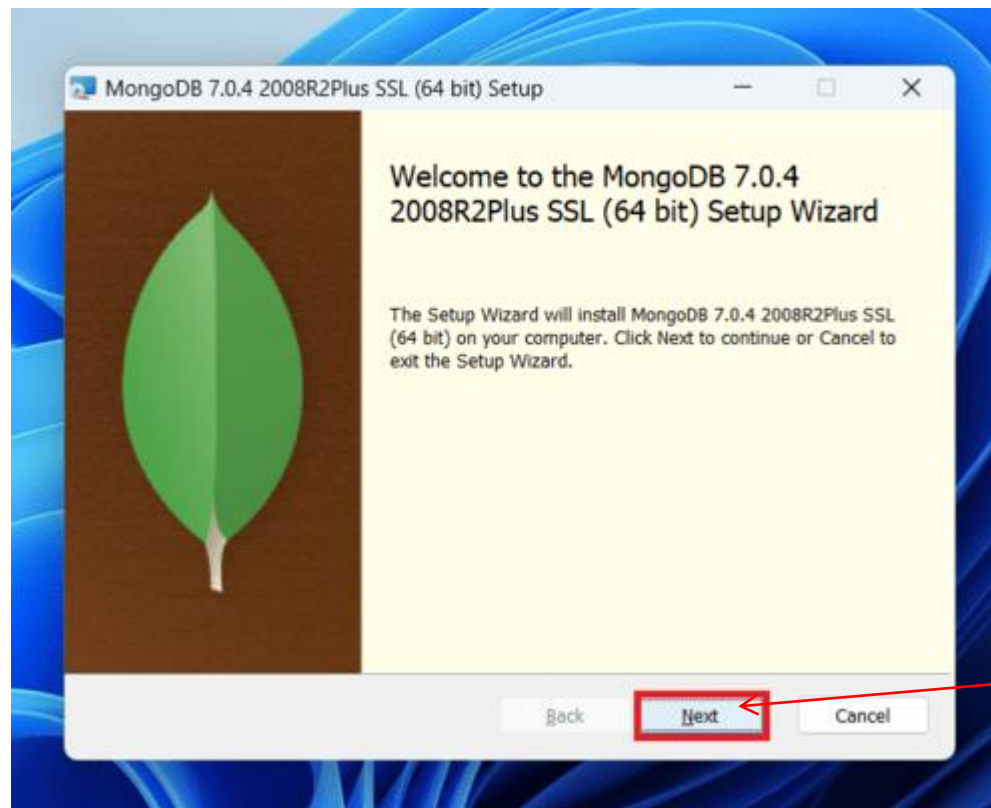 MongoDB 7.0.4 2008R2Plus SSL (64 bit) Setup
Welcome to the MongoDB 7.0.4
2008R2Plus SSL (64 bit) Setup Wizard
The Setup Wizard will install MongoDB 7.0.4 2008R2Plus SSL
(64 bit) on your computer. Click Next to continue or Cancel to
exit the Setup Wizard.
Back Next Cancel